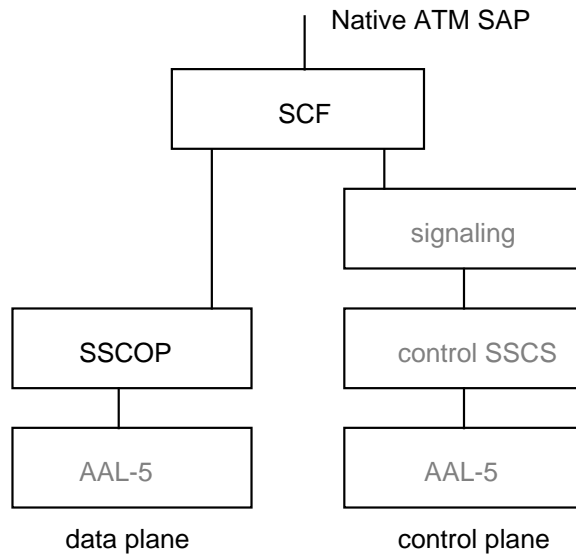 Native ATM SAP
SCF
signaling
SSCOP
control SSCS
AAL-5
AAL-5
data plane
control plane